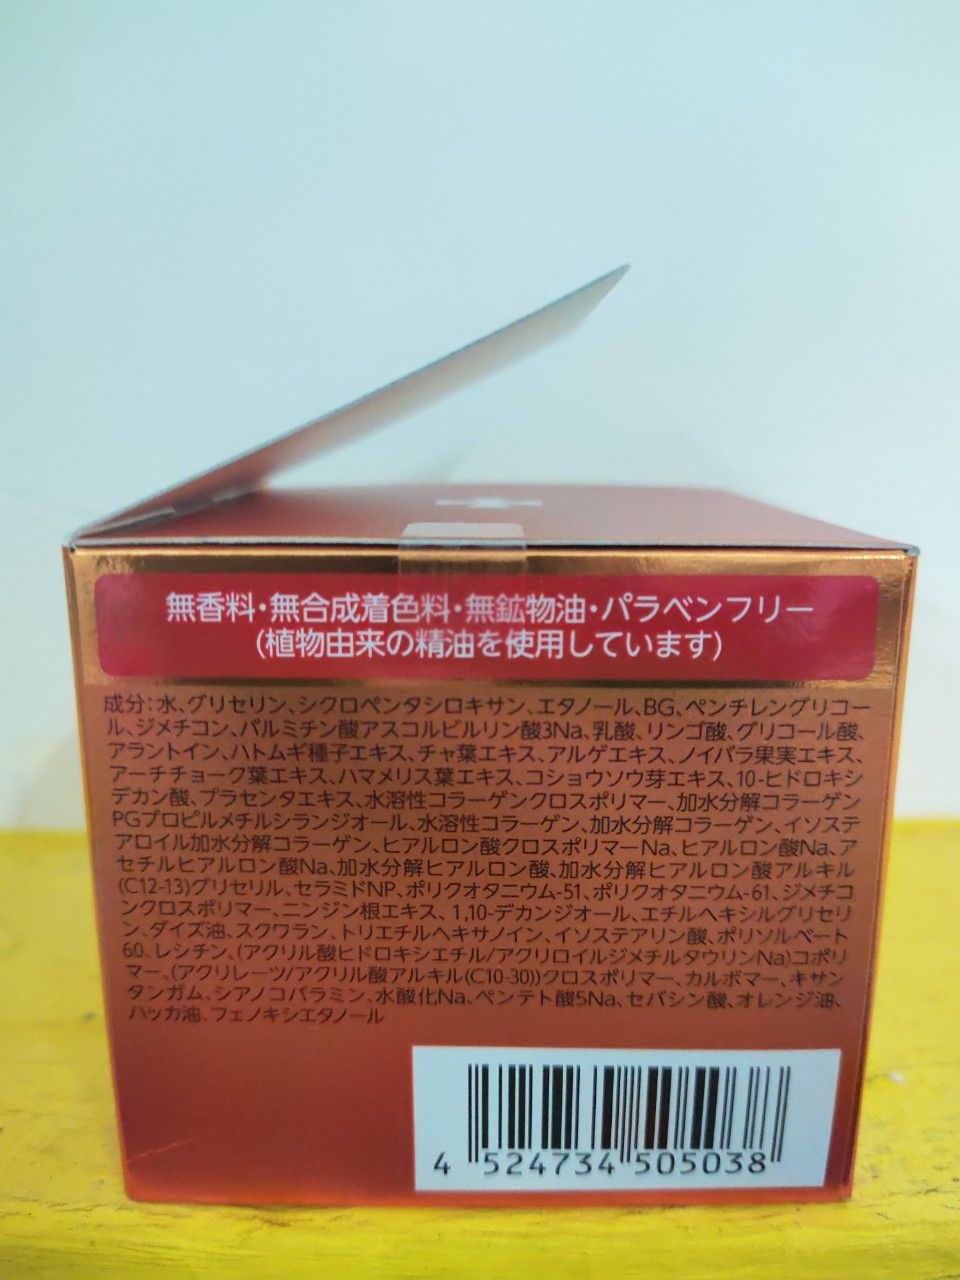 無香料・無合成着色料・無鉱物油・パラベンフリー
(植物由来の精油を使用しています)
成分:水、グリセリン、シクロペンタシロキサン、エタノール、BG、ペンチレングリコー
ル、ジメチコン、パルミチン酸アスコルビルリン酸3Na、乳酸、リンゴ酸、グリコール酸、
アラントイン、ハトムギ種子エキス、チャ葉エキス、アルゲエキス、ノイバラ果実エキス、
アーチチョーク葉エキス、ハマメリス葉エキス、コショウソウ芽エキス、10-ヒドロキシ
デカン酸、プラセンタエキス、水溶性コラーゲンクロスポリマー、加水分解コラーゲン
PGプロピルメチルシランジオール、水溶性コラーゲン、加水分解コラーゲン、イソステ
アロイル加水分解コラーゲン、ヒアルロン酸クロスポリマーNa、ヒアルロン酸Na、ア
セチルヒアルロン酸Na、加水分解ヒアルロン酸、加水分解ヒアルロン酸アルキル
(C12-13)グリセリル、セラミドNP、ポリクオタニウム-51、ポリクオタニウム-61、ジメチコ
ンクロスポリマー、ニンジン根エキス、1,10-デカンジオール、エチルヘキシルグリセリ
ン、ダイズ油、スクワラン、トリエチルヘキサノイン、イソステアリン酸、ポリソルベート
60、レシチン、(アクリル酸ヒドロキシエチル/アクリロイルジメチルタウリンNa)コポリ
マー、(アクリレーツ/アクリル酸アルキル(C10-30))クロスポリマー、カルボマー、キサン
タンガム、シアノコバラミン、水酸化Na、ペンテト酸5Na、セバシン酸、オレンジ油、
ハッカ油、フェノキシエタノール
4 524734 505038